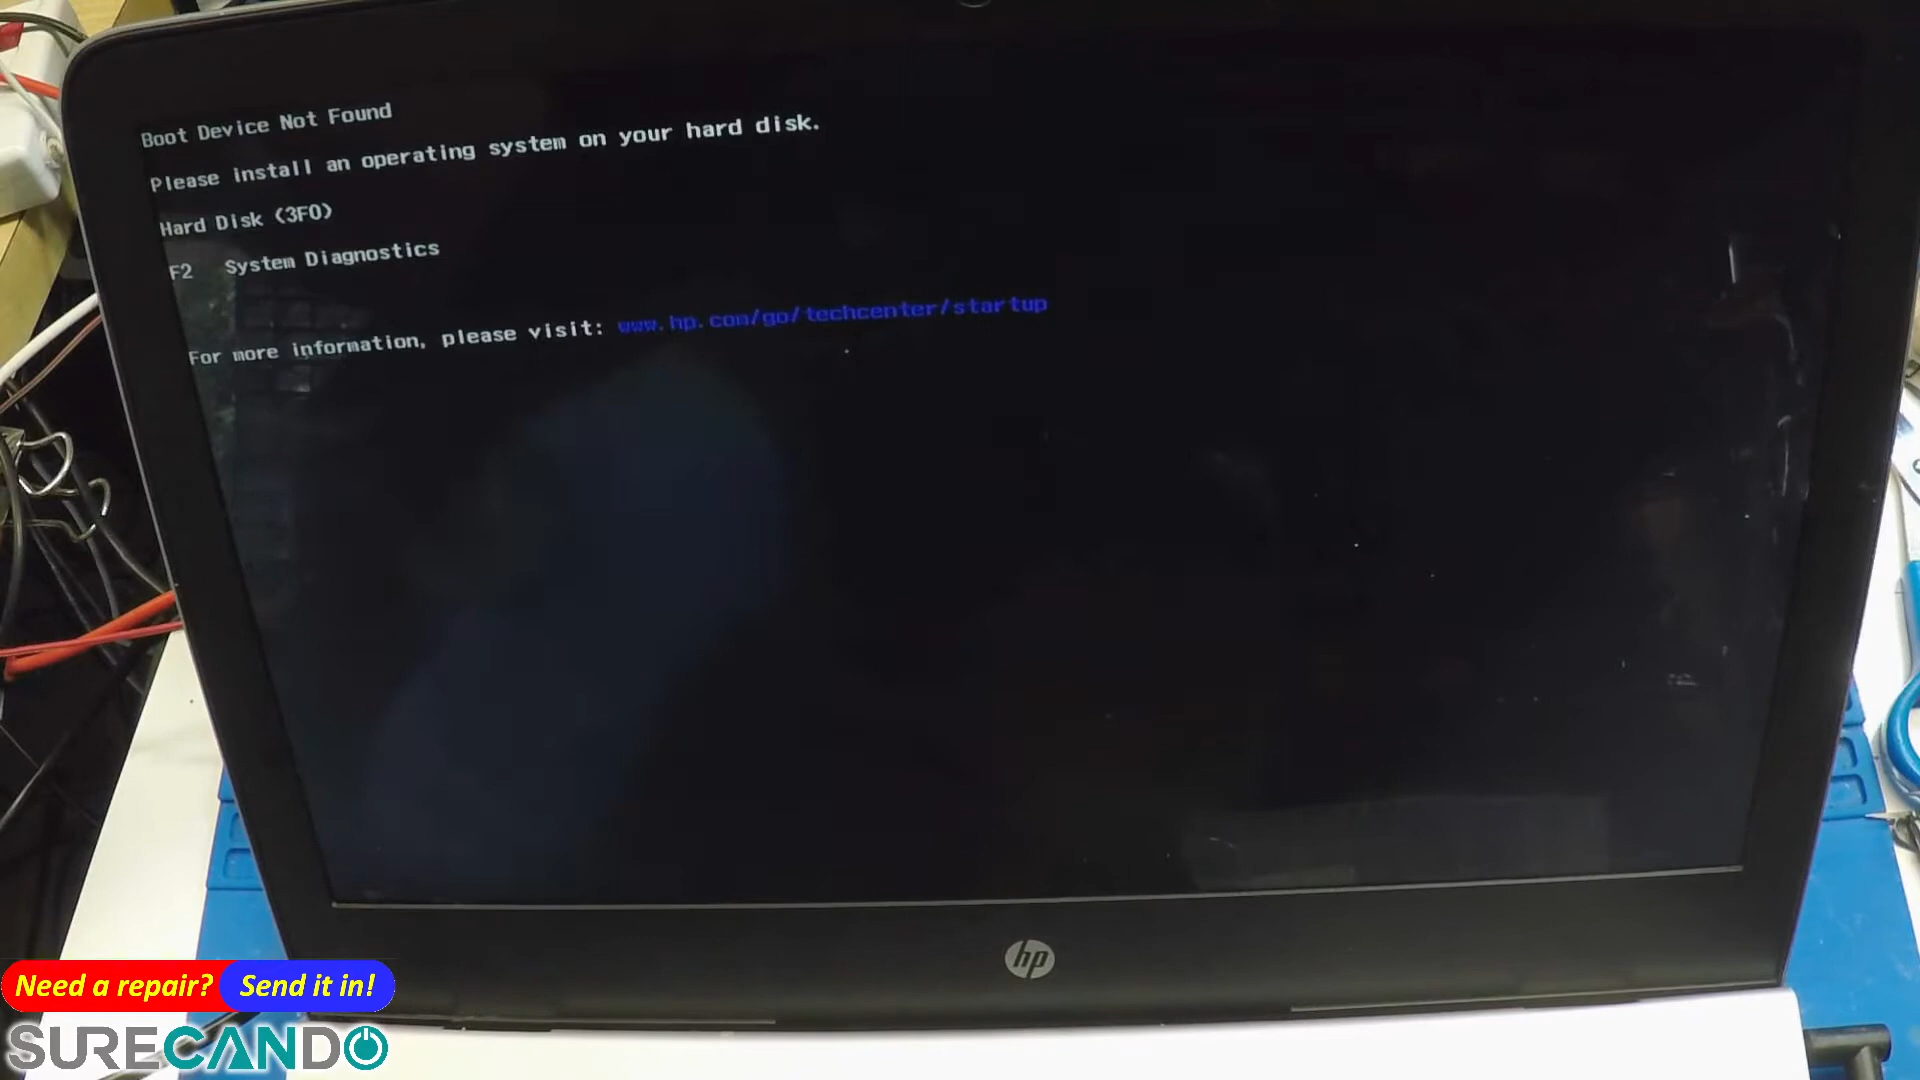 Boot Device Not Found
Please install an operating system on your hard disk.
Hard Disk (3F0)
F2 System Diagnostics
For more information, please visit: www.hp.com/go/techcenter/startup
hp
Need a repair? Send it in!
SURECANDO